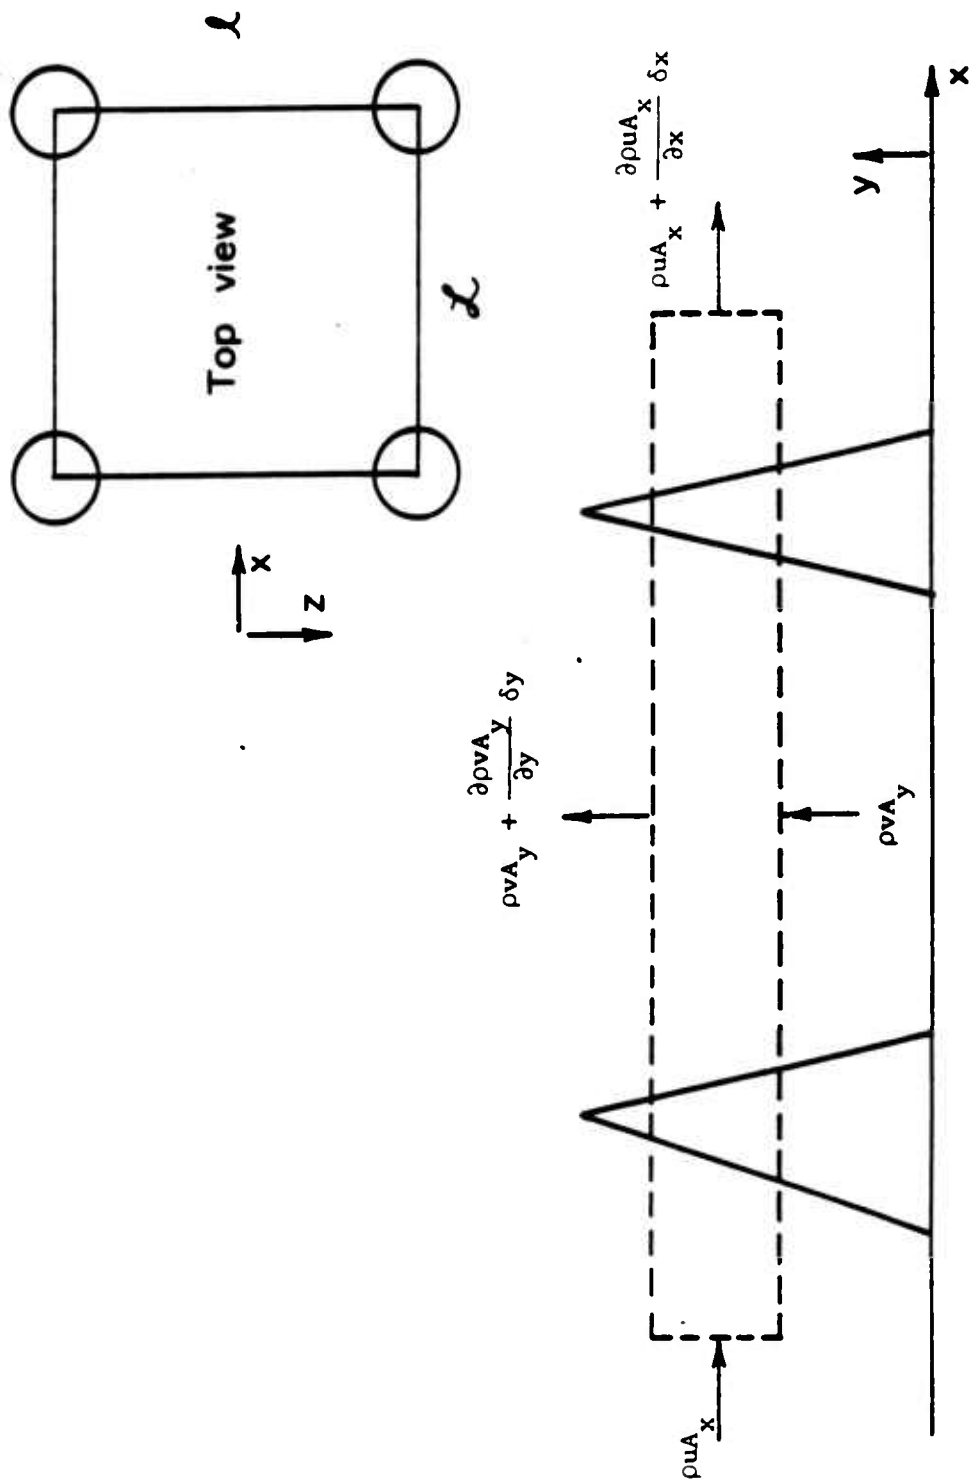 ℓ
Top view
x
z
ℒ
ρvA_y + ∂ρvA_y/∂y δy
ρuA_x
ρuA_x + ∂ρuA_x/∂x δx
ρvA_y
y
x